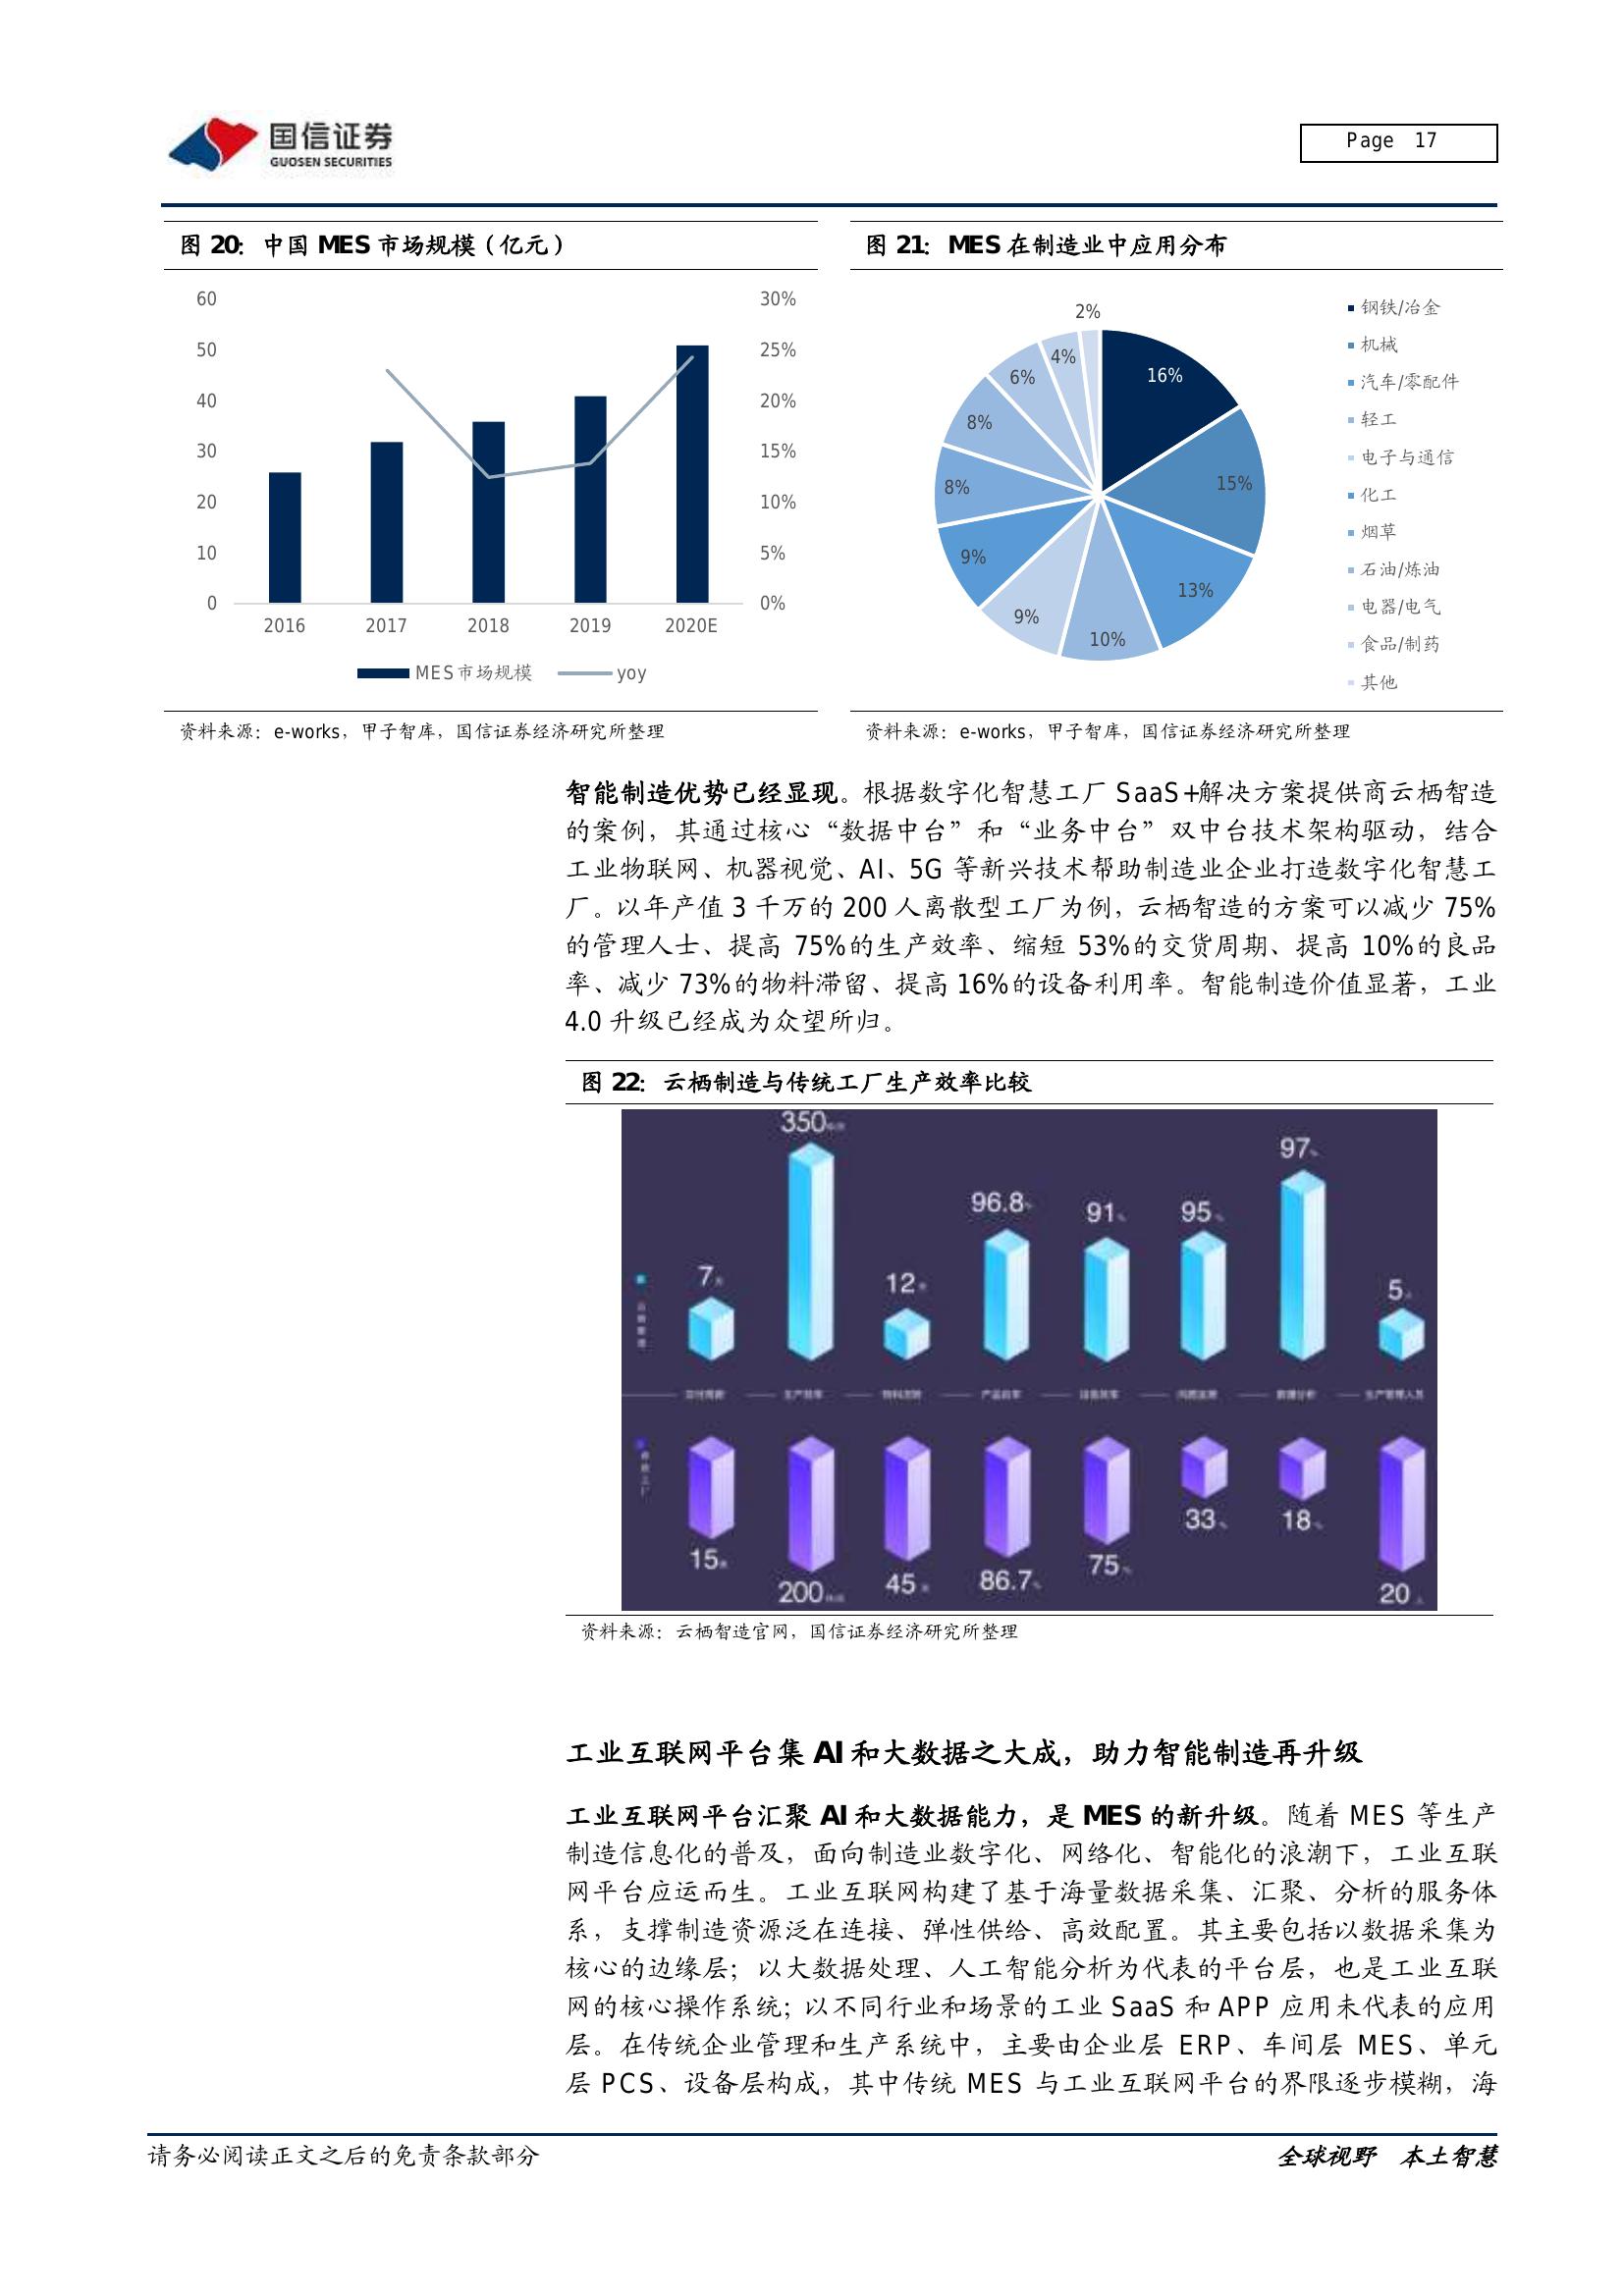 国信证券
GUOSEN SECURITIES
Page 17
图 20：中国 MES 市场规模（亿元）
60
50
40
30
20
10
0
30%
25%
20%
15%
10%
5%
0%
2016 2017 2018 2019 2020E
MES市场规模 yoy
资料来源：e-works，甲子智库，国信证券经济研究所整理
图 21：MES 在制造业中应用分布
2%
4%
16%
6%
8%
15%
8%
9%
13%
9%
10%
钢铁/冶金
机械
汽车/零配件
轻工
电子与通信
化工
烟草
石油/炼油
电器/电气
食品/制药
其他
资料来源：e-works，甲子智库，国信证券经济研究所整理
智能制造优势已经显现。根据数字化智慧工厂 SaaS+解决方案提供商云栖智造
的案例，其通过核心“数据中台”和“业务中台”双中台技术架构驱动，结合
工业物联网、机器视觉、AI、5G 等新兴技术帮助制造业企业打造数字化智慧工
厂。以年产值 3 千万的 200 人离散型工厂为例，云栖智造的方案可以减少 75%
的管理人士、提高 75%的生产效率、缩短 53%的交货周期、提高 10%的良品
率、减少 73%的物料滞留、提高 16%的设备利用率。智能制造价值显著，工业
4.0 升级已经成为众望所归。
图 22：云栖制造与传统工厂生产效率比较
350
97
96.8
91
95
7
12
5
生产效率
生产管理人员
15
200
45
86.7
75
33
18
20
资料来源：云栖智造官网，国信证券经济研究所整理
工业互联网平台集 AI 和大数据之大成，助力智能制造再升级
工业互联网平台汇聚 AI 和大数据能力，是 MES 的新升级。随着 MES 等生产
制造信息化的普及，面向制造业数字化、网络化、智能化的浪潮下，工业互联
网平台应运而生。工业互联网构建了基于海量数据采集、汇聚、分析的服务体
系，支撑制造资源泛在连接、弹性供给、高效配置。其主要包括以数据采集为
核心的边缘层；以大数据处理、人工智能分析为代表的平台层，也是工业互联
网的核心操作系统；以不同行业和场景的工业 SaaS 和 APP 应用未代表的应用
层。在传统企业管理和生产系统中，主要由企业层 ERP、车间层 MES、单元
层 PCS、设备层构成，其中传统 MES 与工业互联网平台的界限逐步模糊，海
请务必阅读正文之后的免责条款部分
全球视野 本土智慧